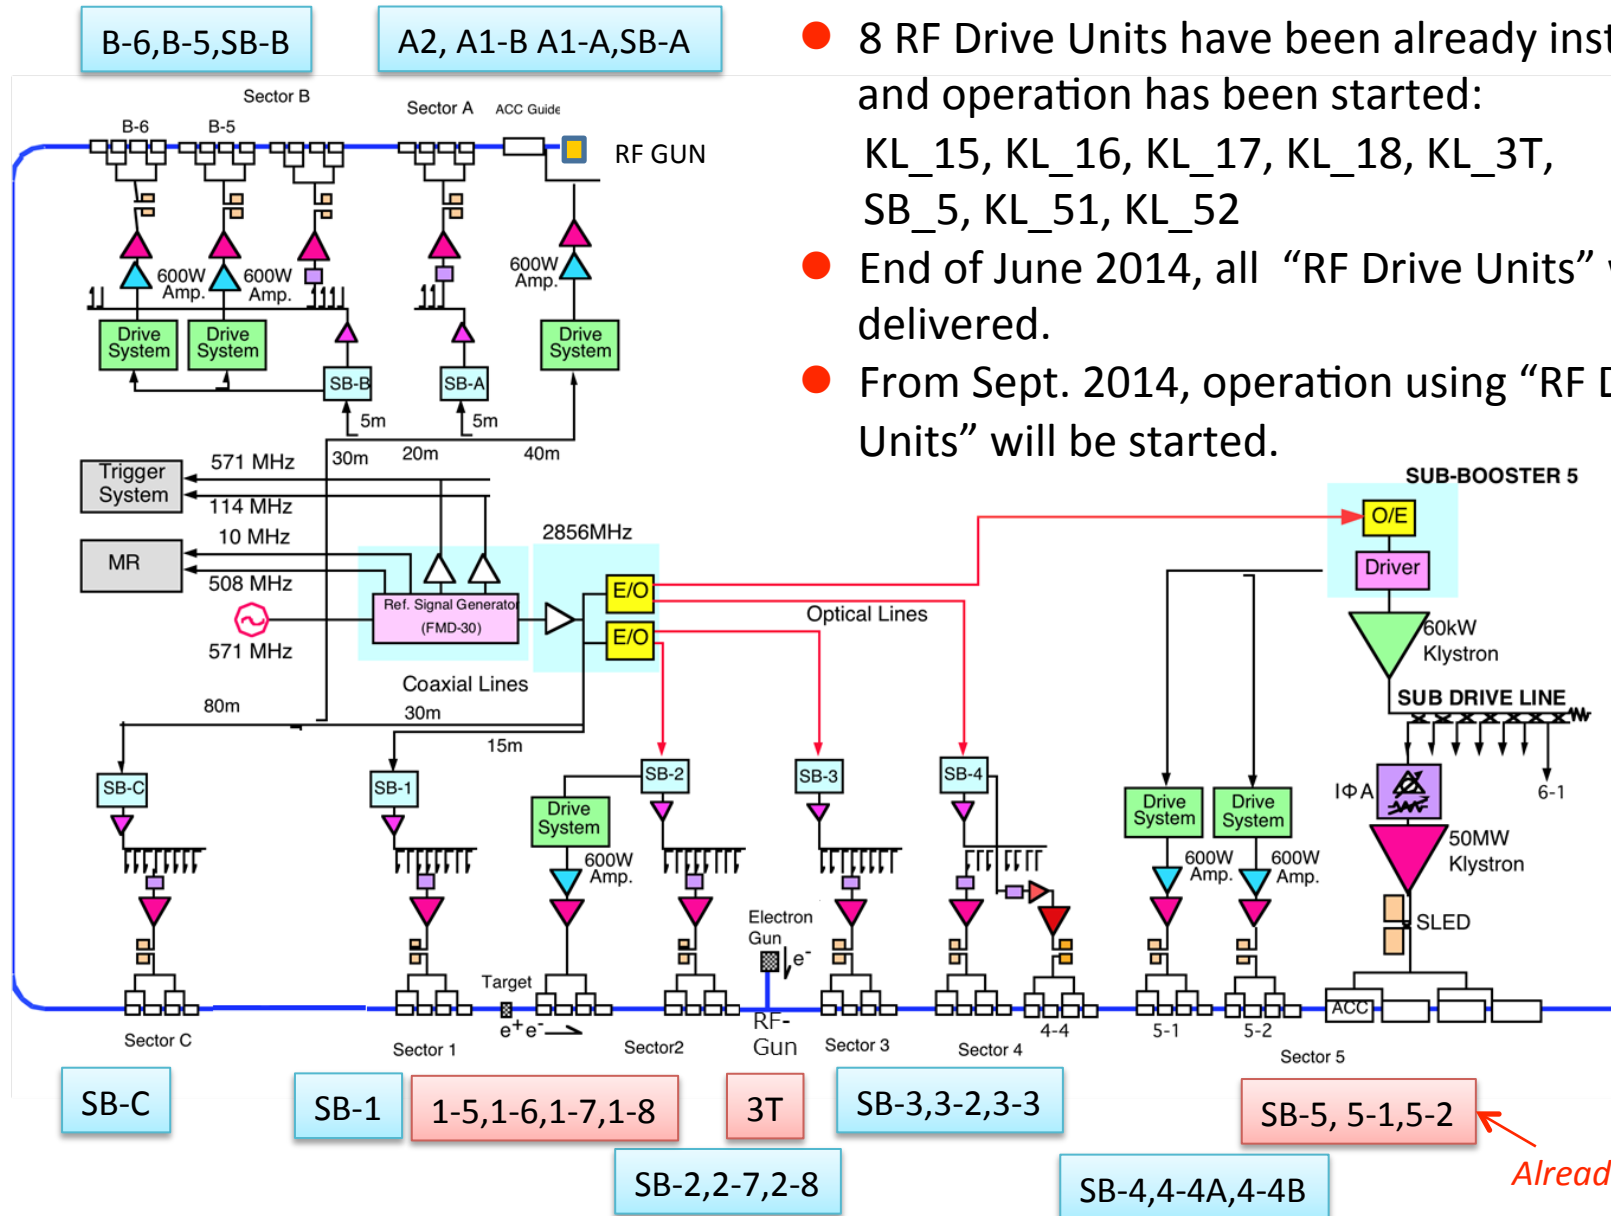 B-6,B-5,SB-B
A2, A1-B A1-A,SB-A
● 8 RF Drive Units have been already inst
and operation has been started:
KL_15, KL_16, KL_17, KL_18, KL_3T,
SB_5, KL_51, KL_52
● End of June 2014, all “RF Drive Units”
delivered.
● From Sept. 2014, operation using “RF D
Units” will be started.
Sector B
Sector A
ACC Guide
B-6
B-5
RF GUN
600W
Amp.
600W
Amp.
600W
Amp.
Drive
System
Drive
System
Drive
System
SB-B
SB-A
5m
5m
30m
20m
40m
Trigger
System
571 MHz
114 MHz
MR
10 MHz
508 MHz
571 MHz
Ref. Signal Generator
(FMD-30)
2856MHz
E/O
E/O
Optical Lines
Coaxial Lines
80m
30m
15m
SUB-BOOSTER 5
O/E
Driver
60kW
Klystron
SUB DRIVE LINE
IΦA
6-1
50MW
Klystron
SLED
ACC
SB-C
SB-1
SB-2
SB-3
SB-4
Drive
System
Drive
System
Drive
System
600W
Amp.
600W
Amp.
600W
Amp.
Electron
Gun
e-
Target
e+ e-
RF-
Gun
4-4
5-1
5-2
Sector C
Sector 1
Sector2
Sector 3
Sector 4
Sector 5
SB-C
SB-1
1-5,1-6,1-7,1-8
3T
SB-3,3-2,3-3
SB-5, 5-1,5-2
SB-2,2-7,2-8
SB-4,4-4A,4-4B
Alread